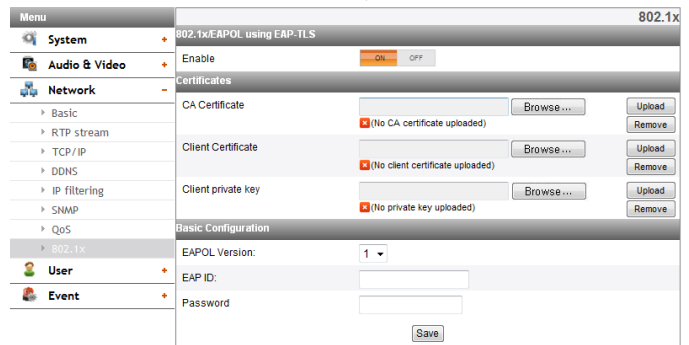 Menu
System
Audio & Video
Network
Basic
RTP stream
TCP/IP
DDNS
IP filtering
SNMP
QoS
802.1x
User
Event
802.1x
802.1x/EAPOL using EAP-TLS
Enable ON OFF
Certificates
CA Certificate Browse... Upload
(No CA certificate uploaded) Remove
Client Certificate Browse... Upload
(No client certificate uploaded) Remove
Client private key Browse... Upload
(No private key uploaded) Remove
Basic Configuration
EAPOL Version: 1
EAP ID:
Password
Save